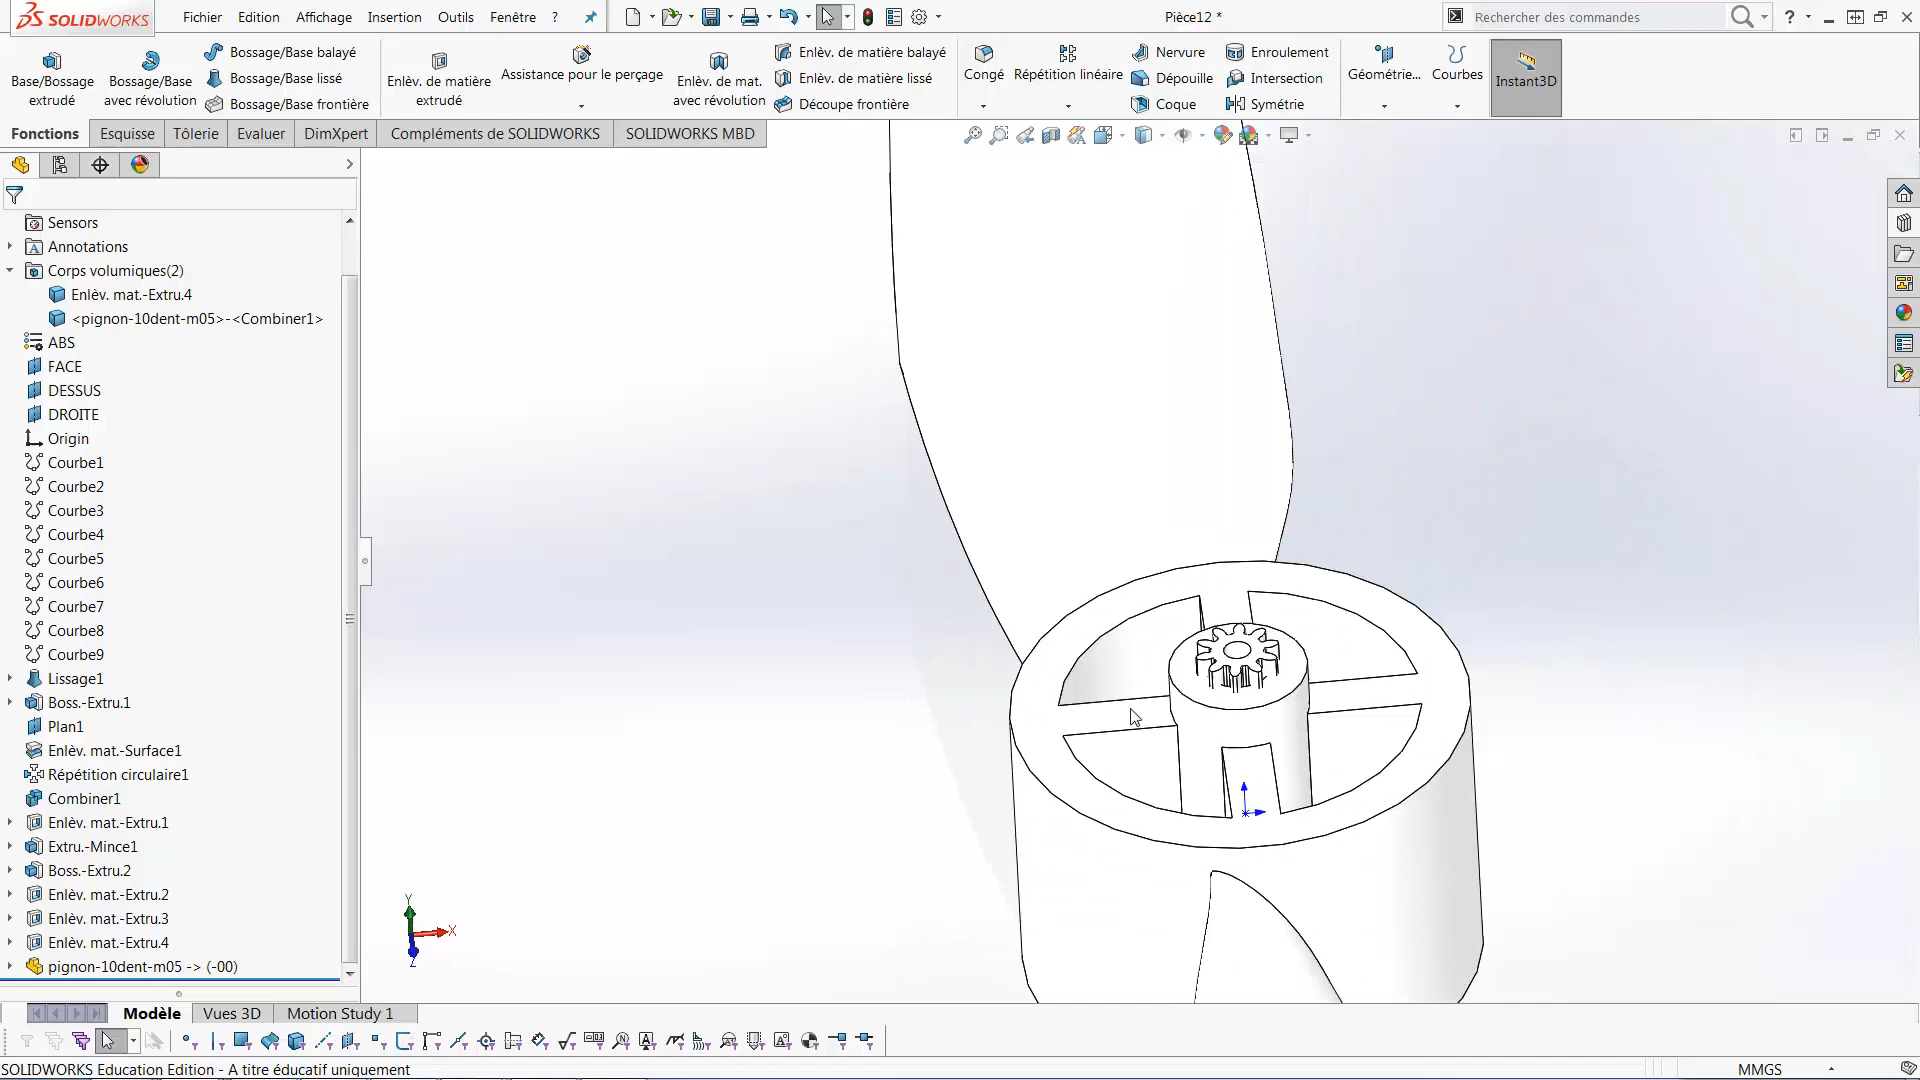 SOLIDWORKS
Fichier Edition Affichage Insertion Outils Fenêtre ?
Pièce12 *
Rechercher des commandes
?
Base/Bossage extrudé
Bossage/Base avec révolution
Bossage/Base balayé
Bossage/Base lissé
Bossage/Base frontière
Enlèv. de matière extrudé
Assistance pour le perçage
Enlèv. de mat. avec révolution
Enlèv. de matière balayé
Enlèv. de matière lissé
Découpe frontière
Congé
Répétition linéaire
Nervure
Dépouille
Coque
Enroulement
Intersection
Symétrie
Géométrie...
Courbes
Instant3D
Fonctions Esquisse Tôlerie Evaluer DimXpert Compléments de SOLIDWORKS SOLIDWORKS MBD
Sensors
Annotations
Corps volumiques(2)
Enlèv. mat.-Extru.4
<pignon-10dent-m05>-<Combiner1>
ABS
FACE
DESSUS
DROITE
Origin
Courbe1
Courbe2
Courbe3
Courbe4
Courbe5
Courbe6
Courbe7
Courbe8
Courbe9
Lissage1
Boss.-Extru.1
Plan1
Enlèv. mat.-Surface1
Répétition circulaire1
Combiner1
Enlèv. mat.-Extru.1
Extru.-Mince1
Boss.-Extru.2
Enlèv. mat.-Extru.2
Enlèv. mat.-Extru.3
Enlèv. mat.-Extru.4
pignon-10dent-m05 -> (-00)
Y
X
Z
Modèle Vues 3D Motion Study 1
SOLIDWORKS Education Edition - A titre éducatif uniquement
MMGS